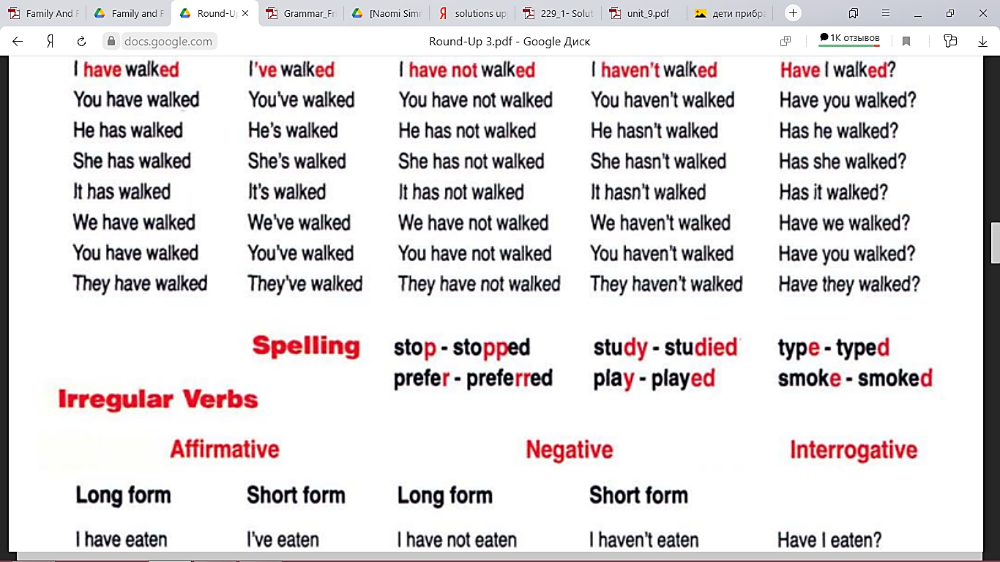 Family And F
Family and F
Round-Up
Grammar_Fri
[Naomi Simm
solutions up
229_1- Solut
unit_9.pdf
дети прибра
docs.google.com
Round-Up 3.pdf - Google Диск
1К отзывов
I have walked I've walked I have not walked I haven't walked Have I walked?
You have walked You've walked You have not walked You haven't walked Have you walked?
He has walked He's walked He has not walked He hasn't walked Has he walked?
She has walked She's walked She has not walked She hasn't walked Has she walked?
It has walked It's walked It has not walked It hasn't walked Has it walked?
We have walked We've walked We have not walked We haven't walked Have we walked?
You have walked You've walked You have not walked You haven't walked Have you walked?
They have walked They've walked They have not walked They haven't walked Have they walked?
Spelling stop - stopped study - studied type - typed
prefer - preferred play - played smoke - smoked
Irregular Verbs
Affirmative Negative Interrogative
Long form Short form Long form Short form
I have eaten I've eaten I have not eaten I haven't eaten Have I eaten?